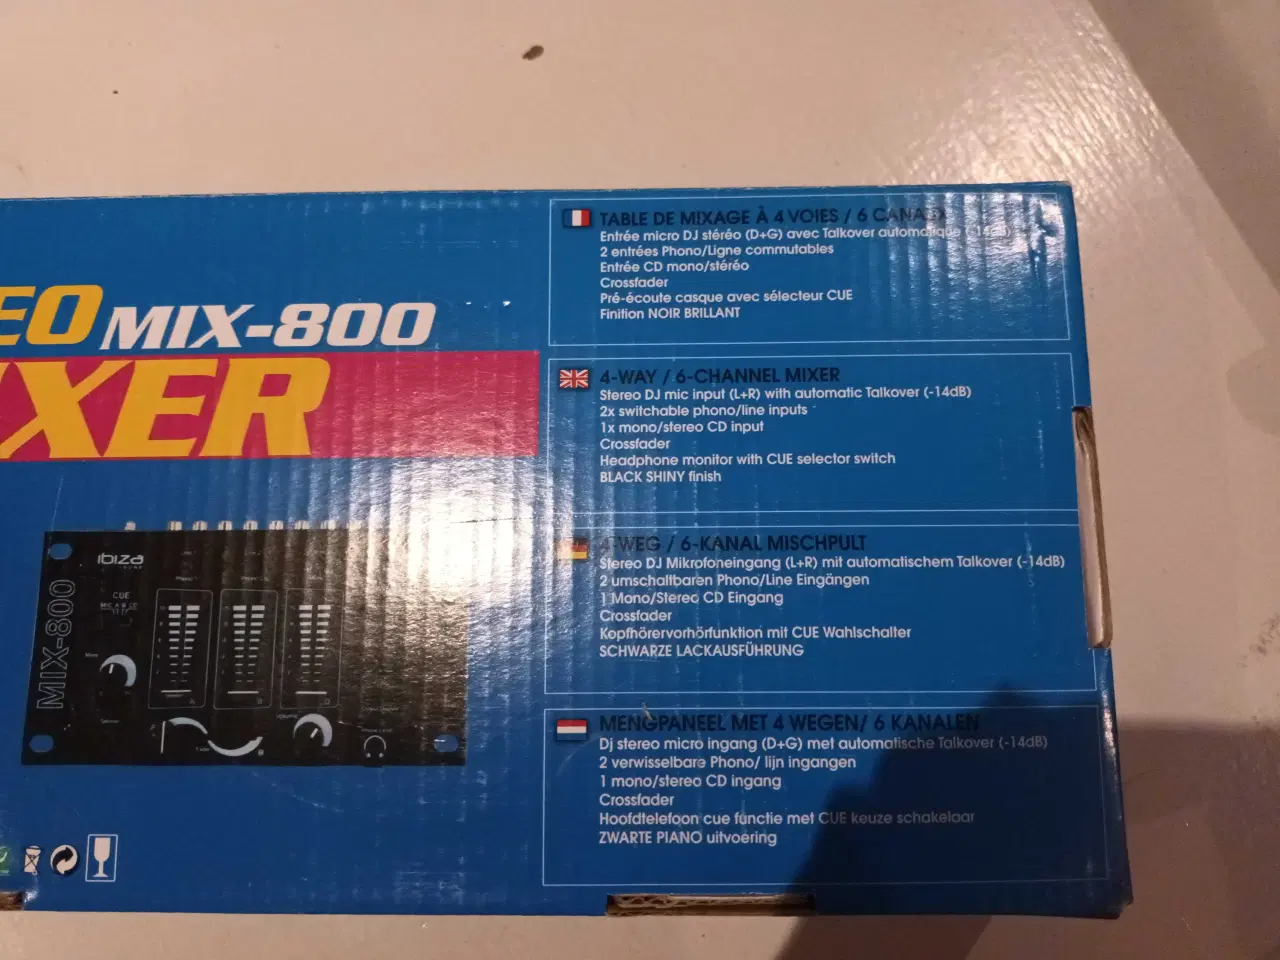 EO MIX-800
IXER
TABLE DE MIXAGE À 4 VOIES / 6 CANAUX
Entrée micro DJ stéréo (D+G) avec Talkover automatique (-14dB)
2 entrées Phono/Ligne commutables
Entrée CD mono/stéréo
Crossfader
Pré-écoute casque avec sélecteur CUE
Finition NOIR BRILLANT
4-WAY / 6-CHANNEL MIXER
Stereo DJ mic input (L+R) with automatic Talkover (-14dB)
2x switchable phono/line inputs
1x mono/stereo CD input
Crossfader
Headphone monitor with CUE selector switch
BLACK SHINY finish
4-WEG / 6-KANAL MISCHPULT
Stereo DJ Mikrofoneingang (L+R) mit automatischem Talkover (-14dB)
2 umschaltbaren Phono/Line Eingängen
1 Mono/Stereo CD Eingang
Crossfader
Kopfhörervorhörfunktion mit CUE Wahlschalter
SCHWARZE LACKAUSFÜHRUNG
MENGPANEEL MET 4 WEGEN/ 6 KANALEN
Dj stereo micro ingang (D+G) met automatische Talkover (-14dB)
2 verwisselbare Phono/ lijn ingangen
1 mono/stereo CD ingang
Crossfader
Hoofdtelefoon cue functie met CUE keuze schakelaar
ZWARTE PIANO uitvoering
ibiza
SOUND
CUE
MIC A B CD
MIX-800